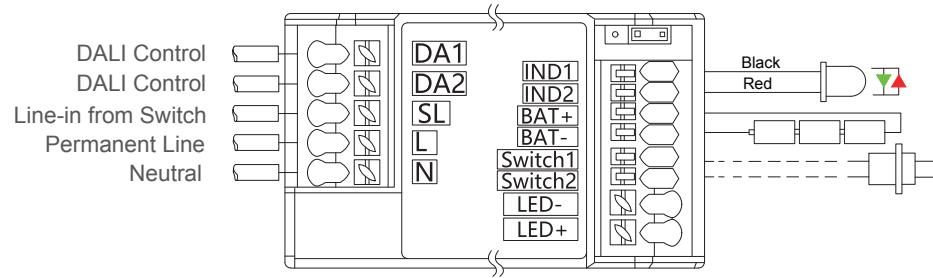 DALI Control
DALI Control
Line-in from Switch
Permanent Line
Neutral
DA1
DA2
SL
L
N
IND1
IND2
BAT+
BAT-
Switch1
Switch2
LED-
LED+
Black
Red